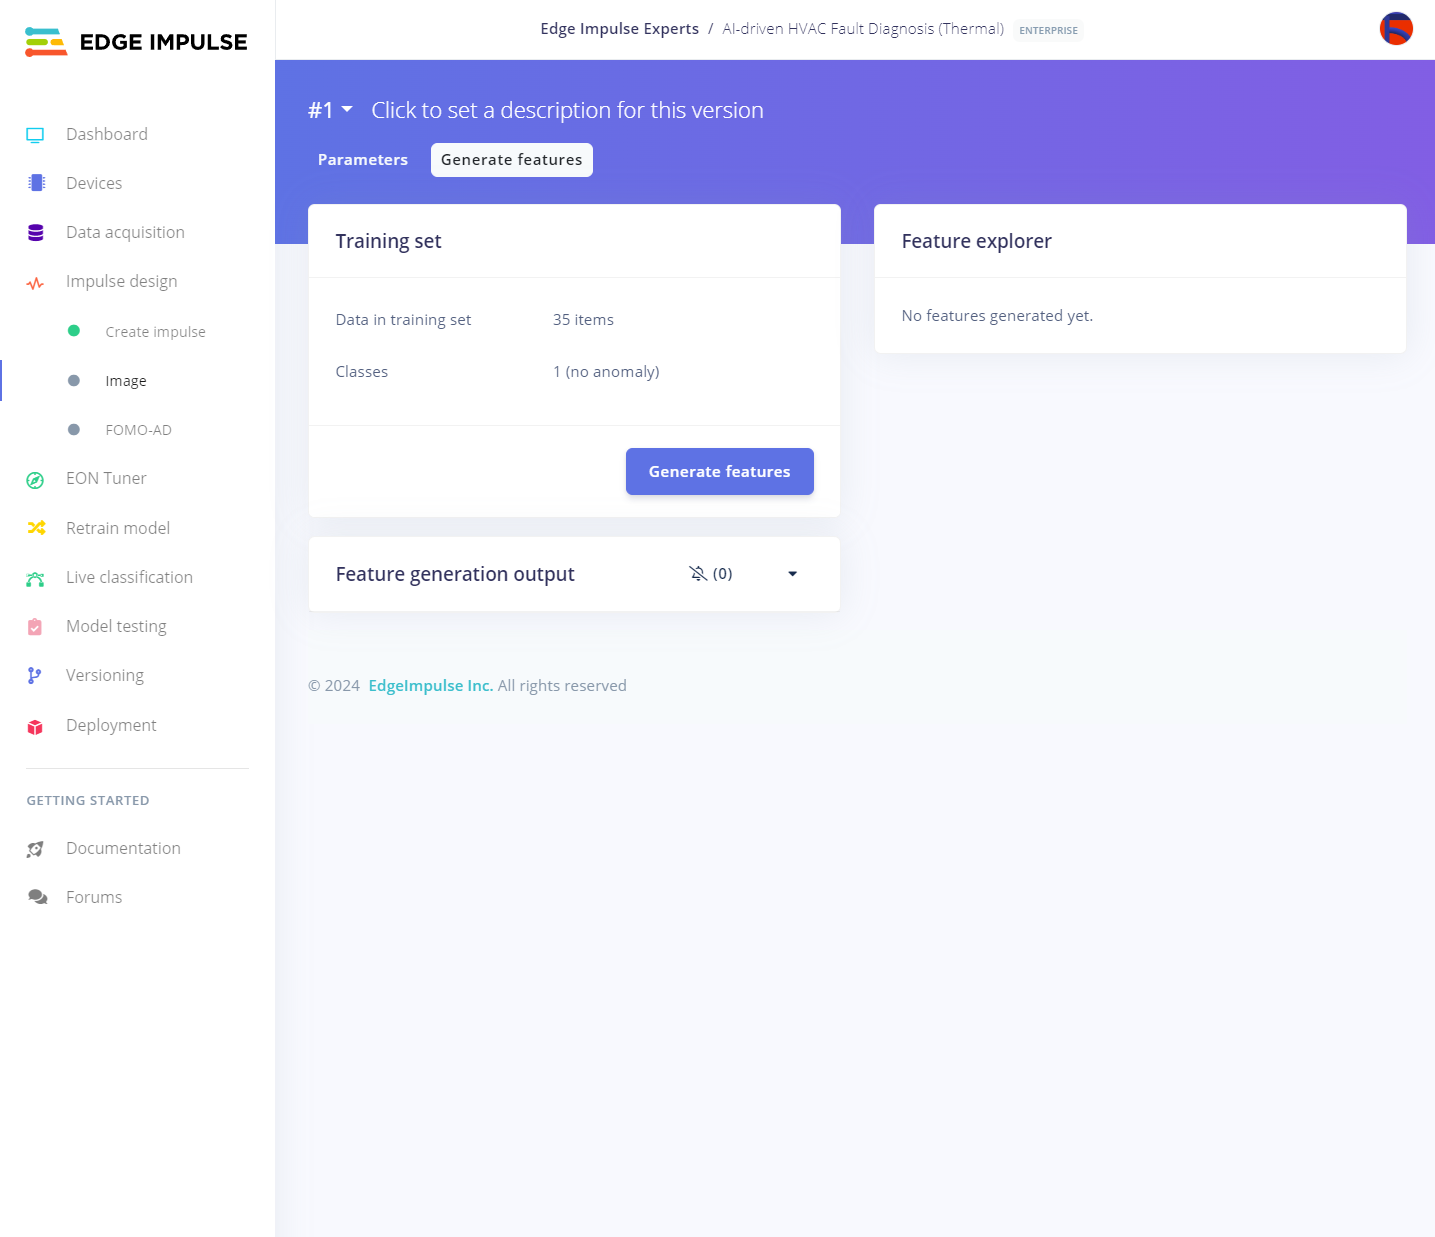 EDGE IMPULSE
Edge Impulse Experts / AI-driven HVAC Fault Diagnosis (Thermal) ENTERPRISE
Dashboard
Devices
Data acquisition
Impulse design
Create impulse
Image
FOMO-AD
EON Tuner
Retrain model
Live classification
Model testing
Versioning
Deployment
GETTING STARTED
Documentation
Forums
#1 Click to set a description for this version
Parameters Generate features
Training set
Data in training set 35 items
Classes 1 (no anomaly)
Generate features
Feature generation output (0)
Feature explorer
No features generated yet.
© 2024 EdgeImpulse Inc. All rights reserved